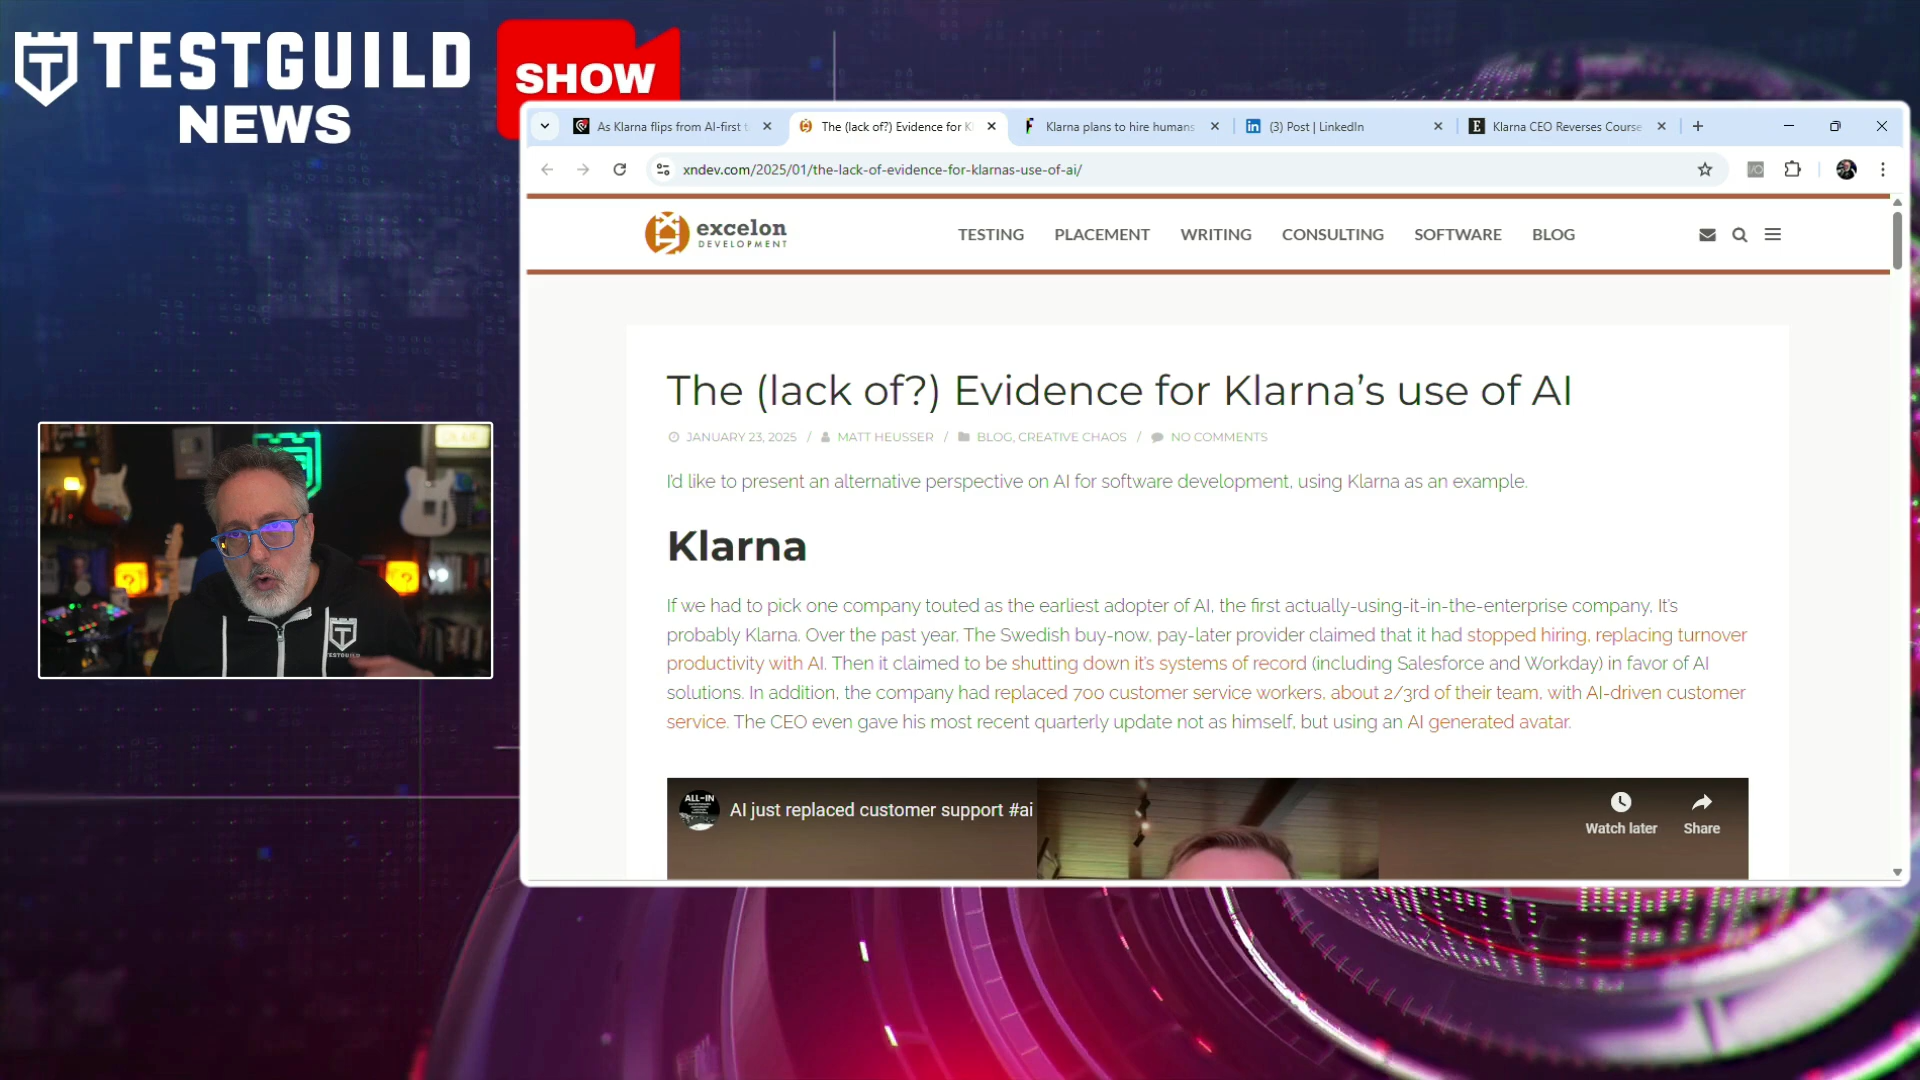 TESTGUILD
NEWS
SHOW
As Klarna flips from AI-first t
The (lack of?) Evidence for K
Klarna plans to hire humans
(3) Post | LinkedIn
Klarna CEO Reverses Course
xndev.com/2025/01/the-lack-of-evidence-for-klarnas-use-of-ai/
excelon
DEVELOPMENT
TESTING
PLACEMENT
WRITING
CONSULTING
SOFTWARE
BLOG
The (lack of?) Evidence for Klarna's use of AI
JANUARY 23, 2025 / MATT HEUSSER / BLOG, CREATIVE CHAOS / NO COMMENTS
I'd like to present an alternative perspective on AI for software development, using Klarna as an example.
Klarna
If we had to pick one company touted as the earliest adopter of AI, the first actually-using-it-in-the-enterprise company, It's
probably Klarna. Over the past year, The Swedish buy-now, pay-later provider claimed that it had stopped hiring, replacing turnover
productivity with AI. Then it claimed to be shutting down it's systems of record (including Salesforce and Workday) in favor of AI
solutions. In addition, the company had replaced 700 customer service workers, about 2/3rd of their team, with AI-driven customer
service. The CEO even gave his most recent quarterly update not as himself, but using an AI generated avatar.
ALL-IN
AI just replaced customer support #ai
Watch later
Share
TESTGUILD